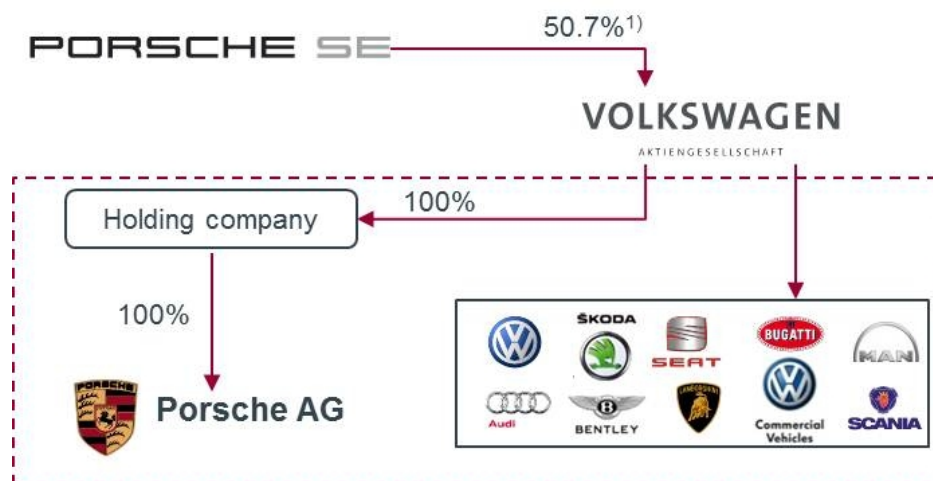 PORSCHE SE
50.7%¹⁾
VOLKSWAGEN
AKTIENGESELLSCHAFT
Holding company
100%
100%
PORSCHE
Porsche AG
ŠKODA
SEAT
BUGATTI
MAN
Audi
BENTLEY
LAMBORGHINI
Commercial
Vehicles
SCANIA